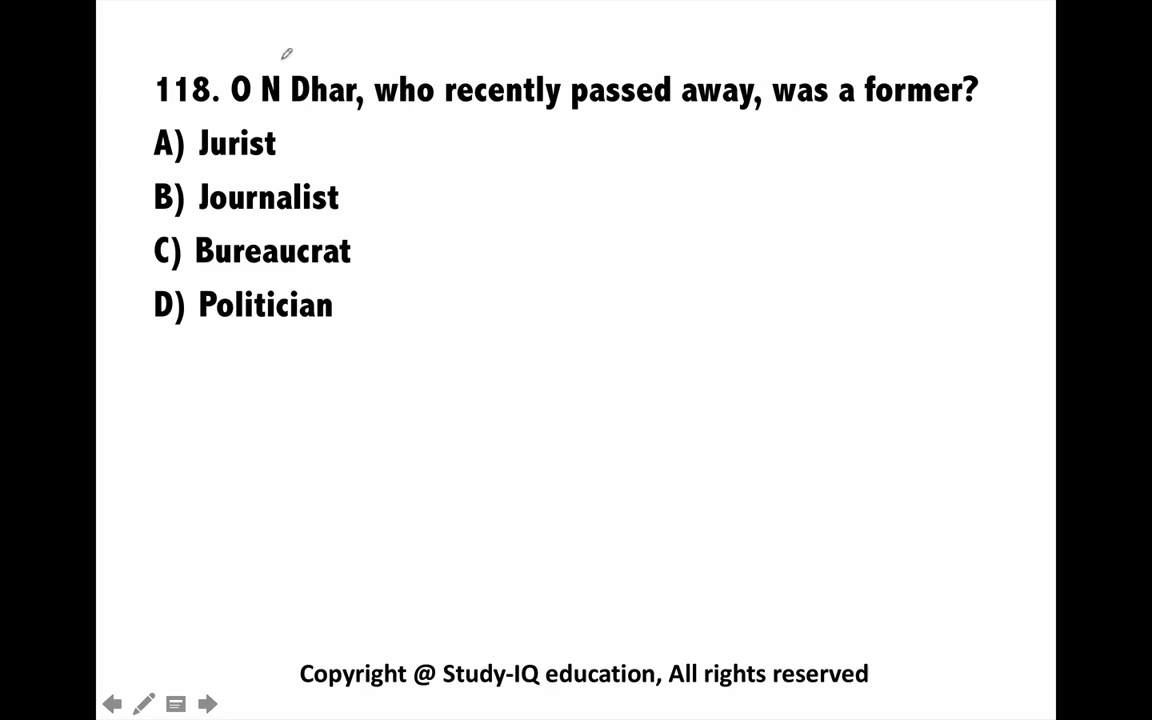 118. O N Dhar, who recently passed away, was a former?
A) Jurist
B) Journalist
C) Bureaucrat
D) Politician
Copyright @ Study-IQ education, All rights reserved